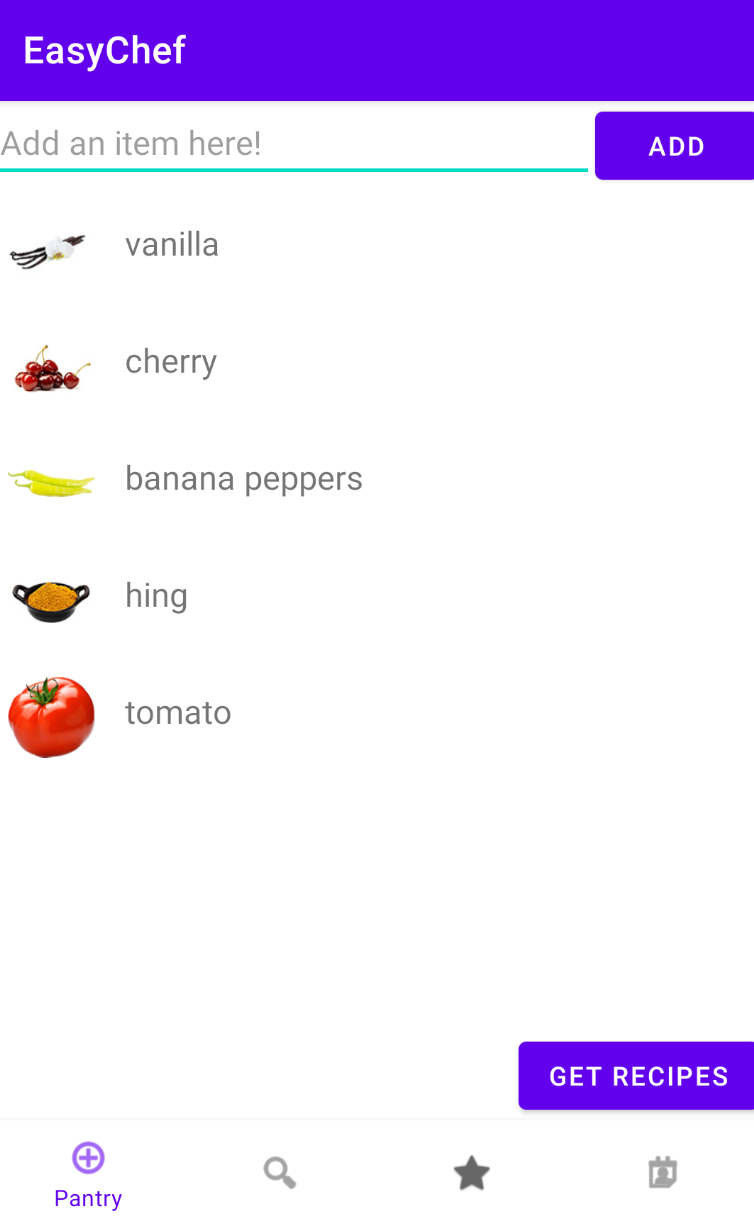 EasyChef
Add an item here!
ADD
vanilla
cherry
banana peppers
hing
tomato
GET RECIPES
Pantry